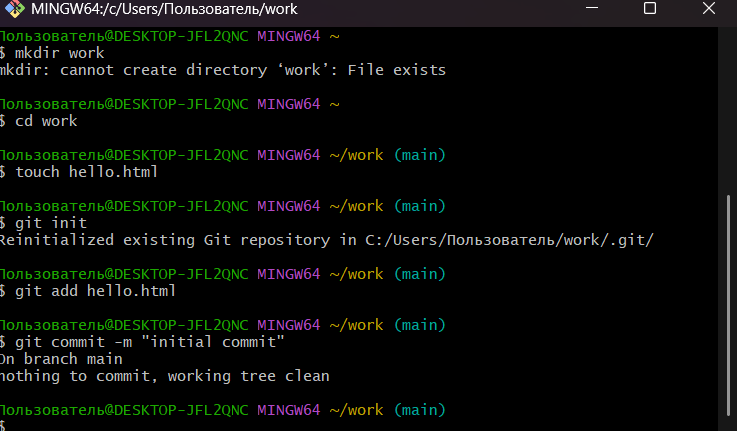 MINGW64:/c/Users/Пользователь/work
Пользователь@DESKTOP-JFL2QNC MINGW64 ~
$ mkdir work
mkdir: cannot create directory ‘work’: File exists
Пользователь@DESKTOP-JFL2QNC MINGW64 ~
$ cd work
Пользователь@DESKTOP-JFL2QNC MINGW64 ~/work (main)
$ touch hello.html
Пользователь@DESKTOP-JFL2QNC MINGW64 ~/work (main)
$ git init
Reinitialized existing Git repository in C:/Users/Пользователь/work/.git/
Пользователь@DESKTOP-JFL2QNC MINGW64 ~/work (main)
$ git add hello.html
Пользователь@DESKTOP-JFL2QNC MINGW64 ~/work (main)
$ git commit -m "initial commit"
On branch main
nothing to commit, working tree clean
Пользователь@DESKTOP-JFL2QNC MINGW64 ~/work (main)
$